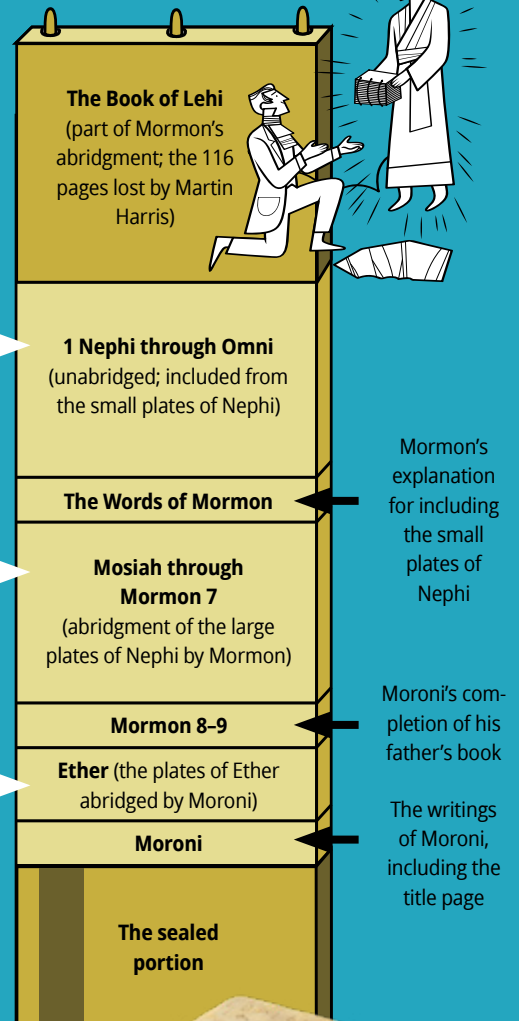 The Book of Lehi
(part of Mormon's
abridgment; the 116
pages lost by Martin
Harris)
1 Nephi through Omni
(unabridged; included from
the small plates of Nephi)
The Words of Mormon
Mormon's
explanation
for including
the small
plates of
Nephi
Mosiah through
Mormon 7
(abridgment of the large
plates of Nephi by Mormon)
Mormon 8–9
Moroni's com-
pletion of his
father's book
Ether (the plates of Ether
abridged by Moroni)
Moroni
The writings
of Moroni,
including the
title page
The sealed
portion